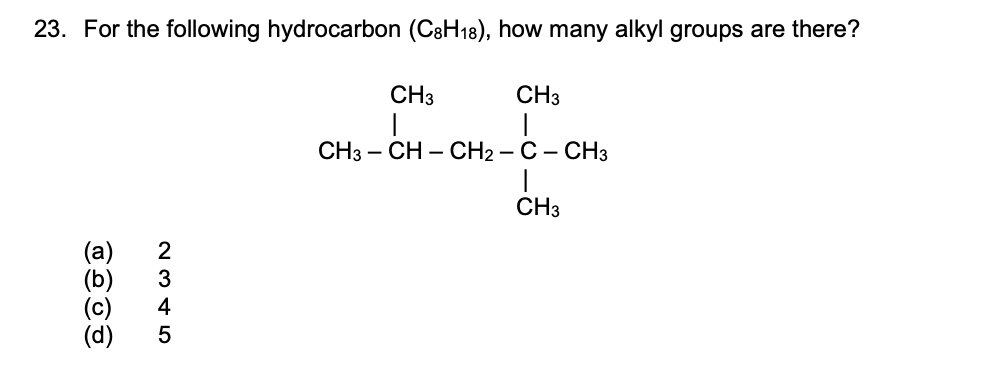 23. For the following hydrocarbon (C8H18), how many alkyl groups are there?
CH3 CH3
| |
CH3 – CH – CH2 – C – CH3
|
CH3
(a) 2
(b) 3
(c) 4
(d) 5